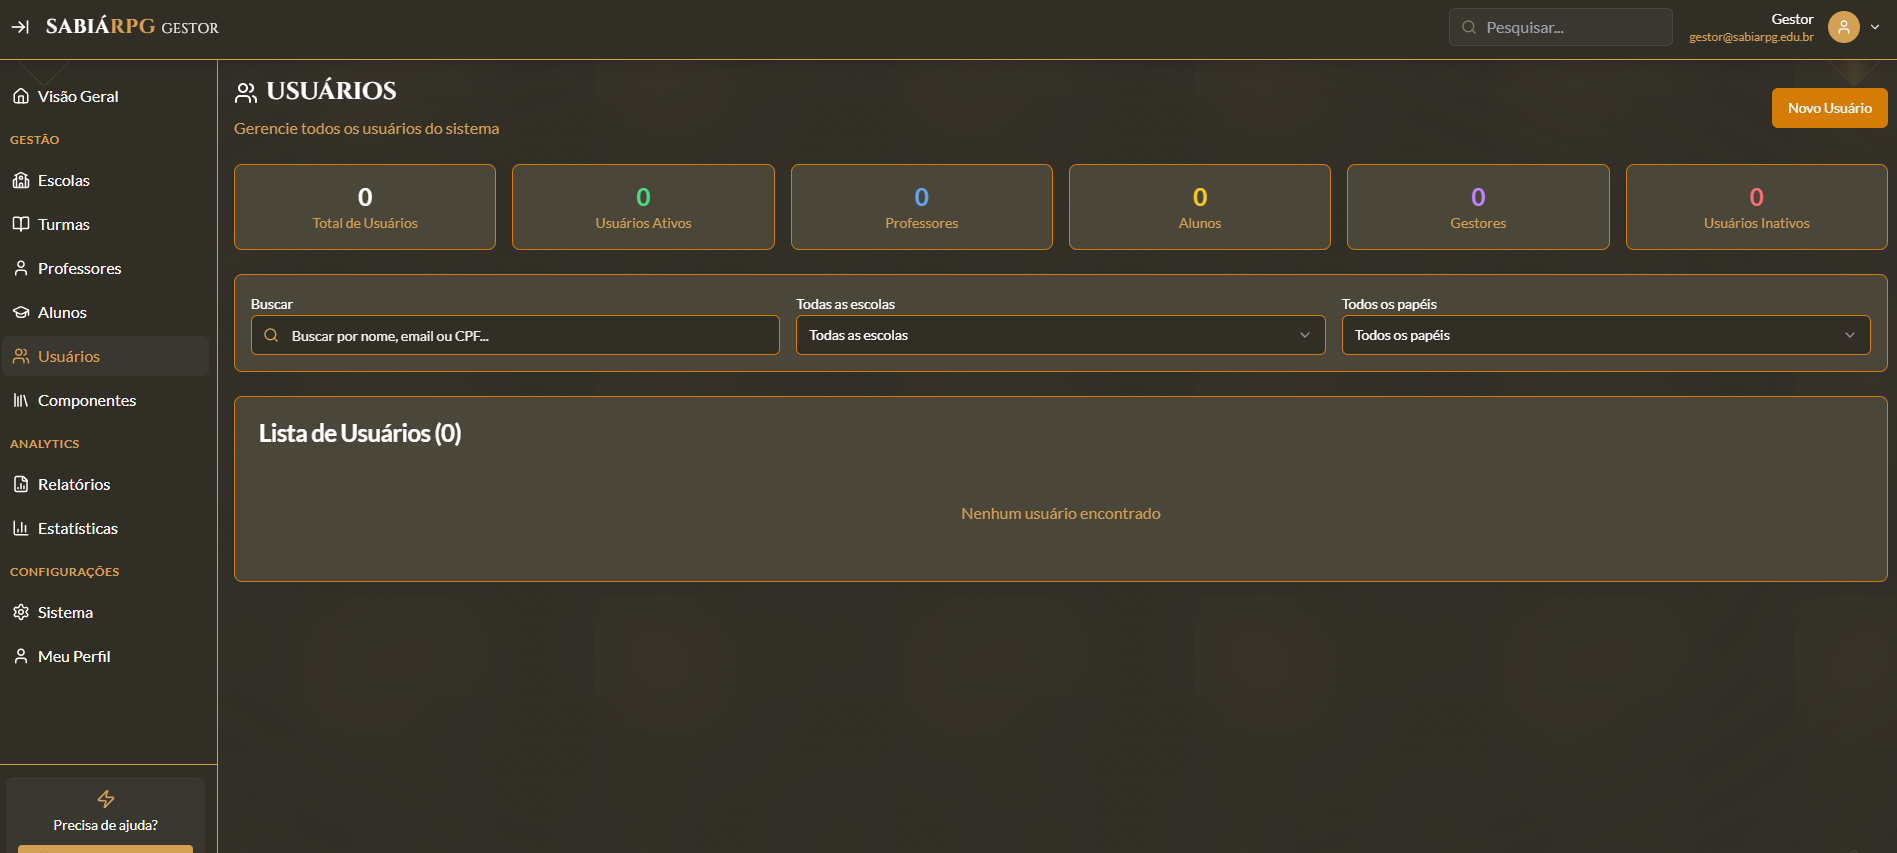 SABIÁRPG GESTOR
Pesquisar...
Gestor
gestor@sabiarpg.edu.br
Visão Geral
GESTÃO
Escolas
Turmas
Professores
Alunos
Usuários
Componentes
ANALYTICS
Relatórios
Estatísticas
CONFIGURAÇÕES
Sistema
Meu Perfil
Precisa de ajuda?
USUÁRIOS
Gerencie todos os usuários do sistema
Novo Usuário
0
Total de Usuários
0
Usuários Ativos
0
Professores
0
Alunos
0
Gestores
0
Usuários Inativos
Buscar
Buscar por nome, email ou CPF...
Todas as escolas
Todas as escolas
Todos os papéis
Todos os papéis
Lista de Usuários (0)
Nenhum usuário encontrado